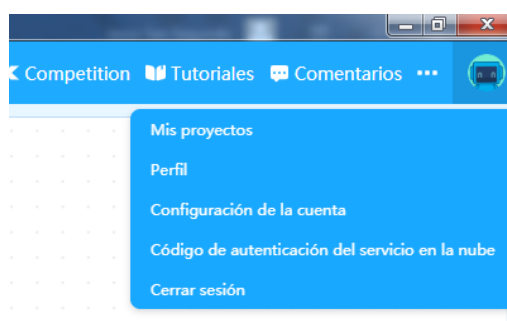 Competition Tutoriales Comentarios •••
Mis proyectos
Perfil
Configuración de la cuenta
Código de autenticación del servicio en la nube
Cerrar sesión